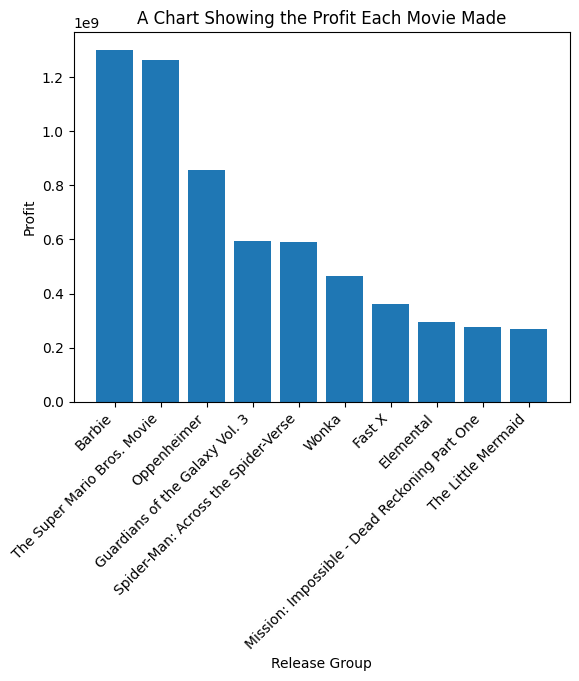 A Chart Showing the Profit Each Movie Made
1e9
Profit
1.2
1.0
0.8
0.6
0.4
0.2
0.0
Barbie
The Super Mario Bros. Movie
Oppenheimer
Guardians of the Galaxy Vol. 3
Spider-Man: Across the Spider-Verse
Wonka
Fast X
Elemental
Mission: Impossible - Dead Reckoning Part One
The Little Mermaid
Release Group